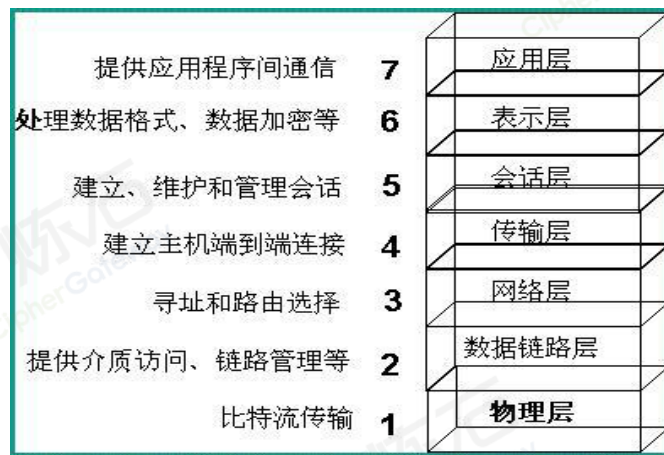 提供应用程序间通信 7 应用层
处理数据格式、数据加密等 6 表示层
建立、维护和管理会话 5 会话层
建立主机端到端连接 4 传输层
寻址和路由选择 3 网络层
提供介质访问、链路管理等 2 数据链路层
比特流传输 1 物理层
炼石
CipherGateway